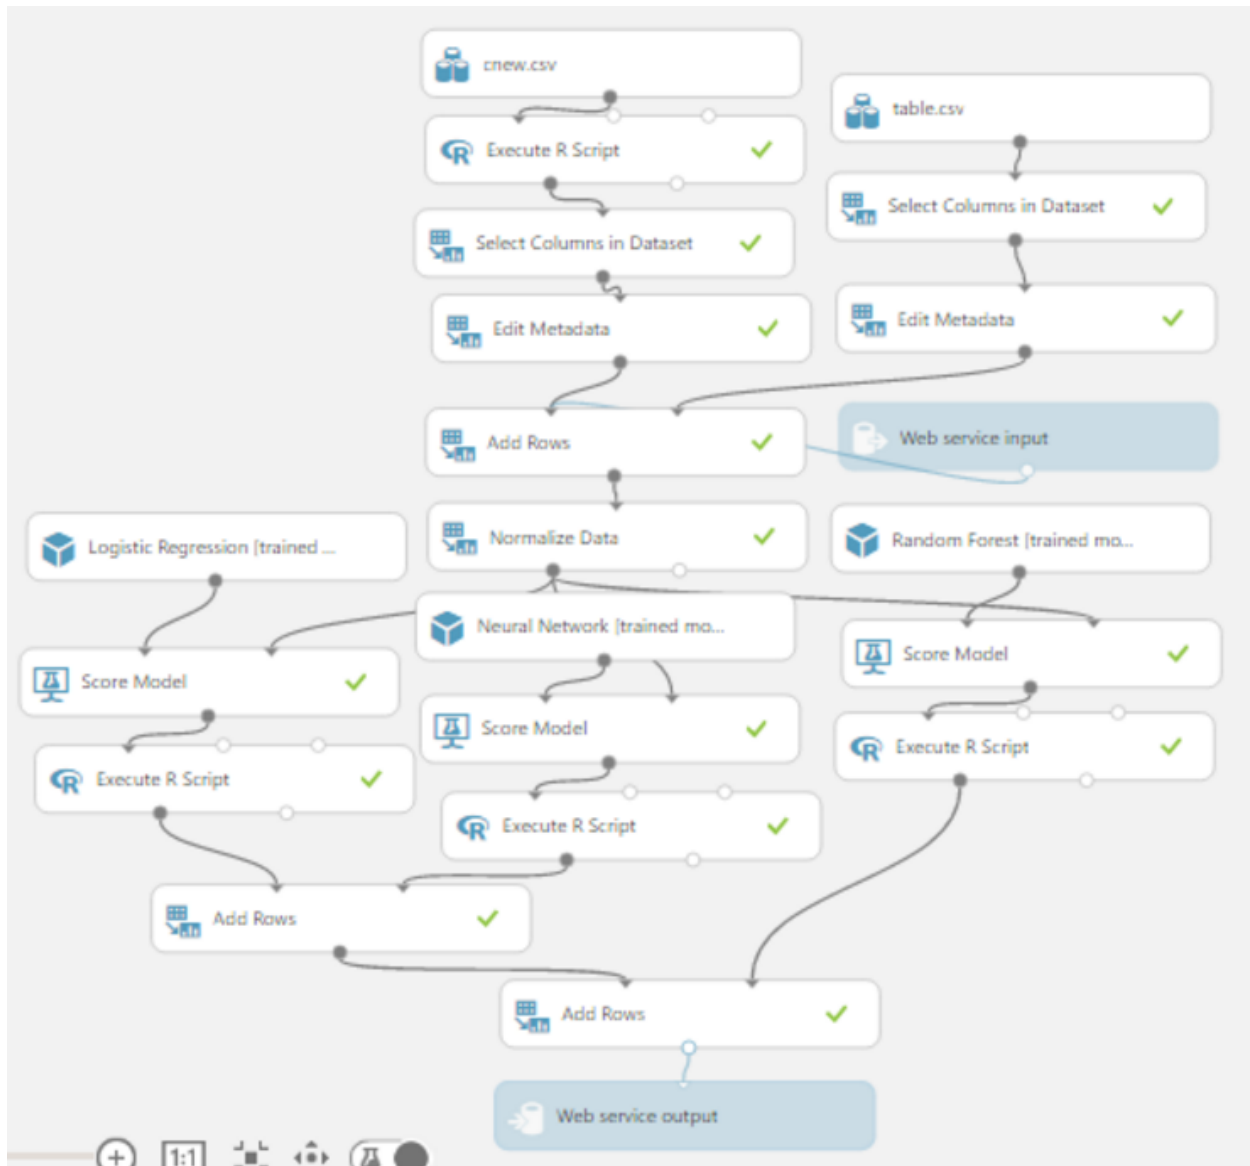 cnew.csv
table.csv
Execute R Script
Select Columns in Dataset
Select Columns in Dataset
Edit Metadata
Edit Metadata
Add Rows
Web service input
Normalize Data
Logistic Regression [trained ...
Random Forest [trained mo...
Neural Network [trained mo...
Score Model
Score Model
Score Model
Execute R Script
Execute R Script
Execute R Script
Add Rows
Add Rows
Web service output
1:1